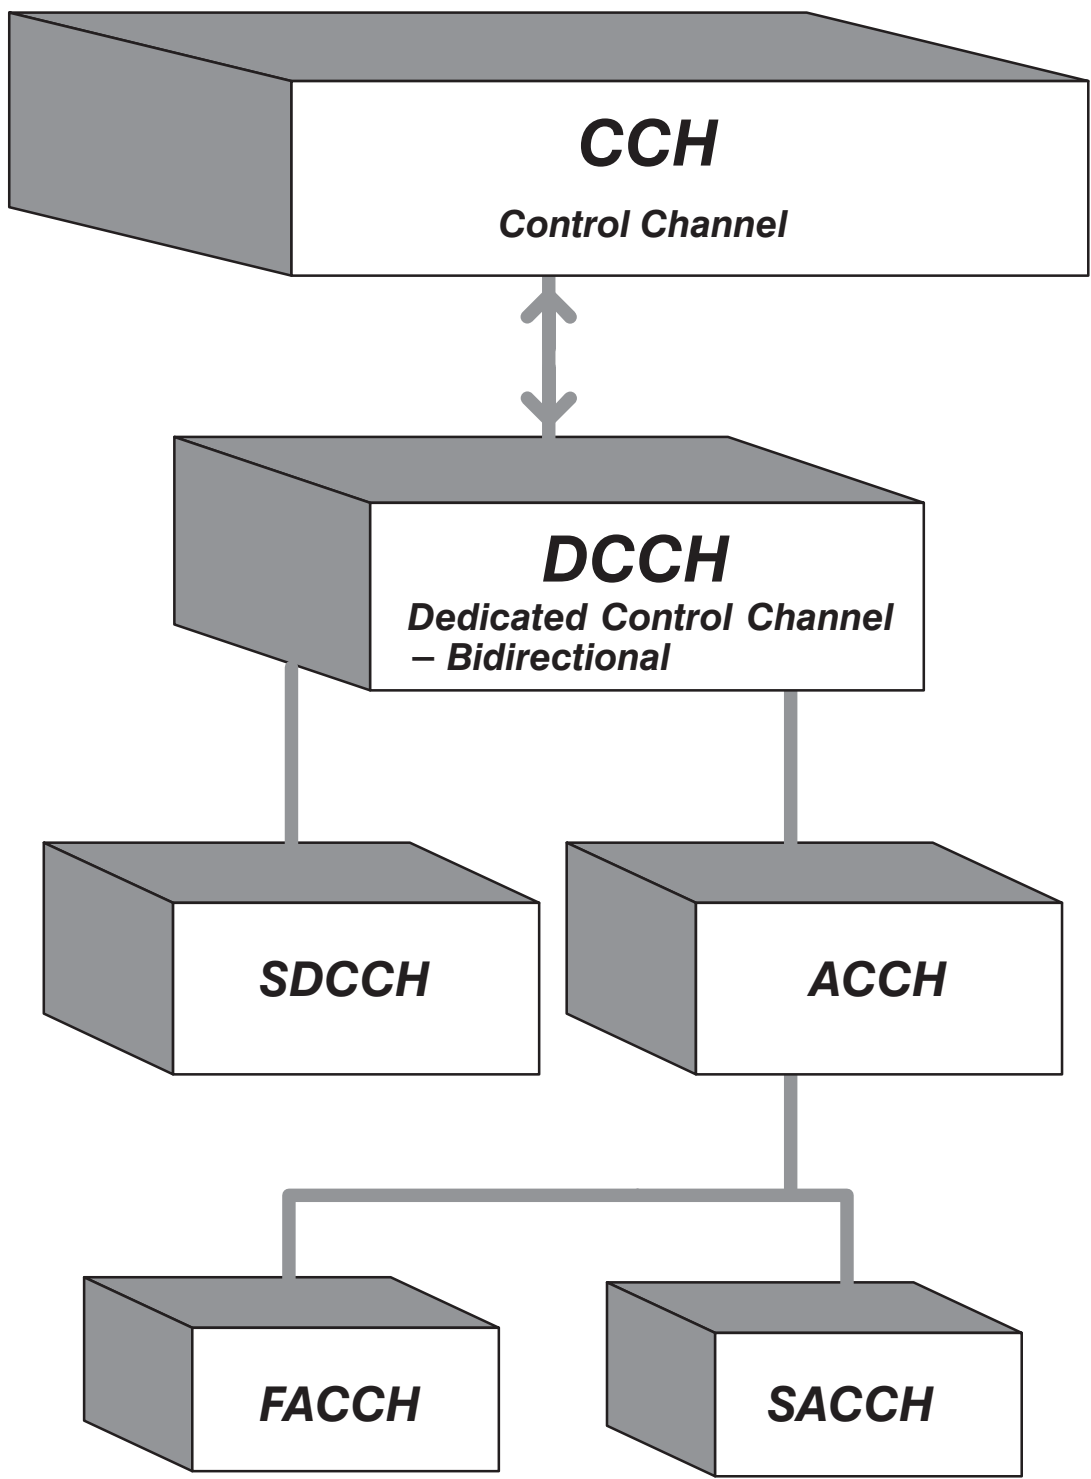 CCH
Control Channel
DCCH
Dedicated Control Channel
– Bidirectional
SDCCH
ACCH
FACCH
SACCH